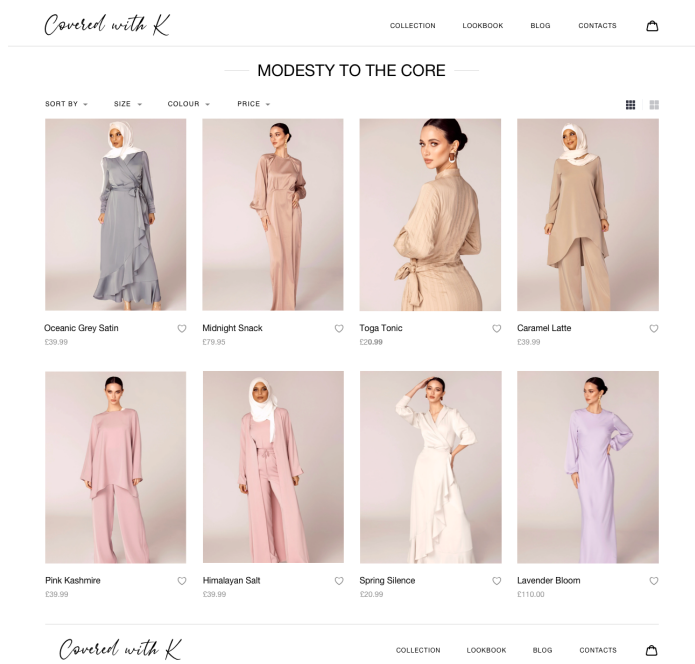 Covered with K
COLLECTION LOOKBOOK BLOG CONTACTS
MODESTY TO THE CORE
SORT BY SIZE COLOUR PRICE
Oceanic Grey Satin
£39.99
Midnight Snack
£79.95
Toga Tonic
£20.99
Caramel Latte
£39.99
Pink Kashmire
£39.99
Himalayan Salt
£39.99
Spring Silence
£20.99
Lavender Bloom
£110.00
Covered with K
COLLECTION LOOKBOOK BLOG CONTACTS